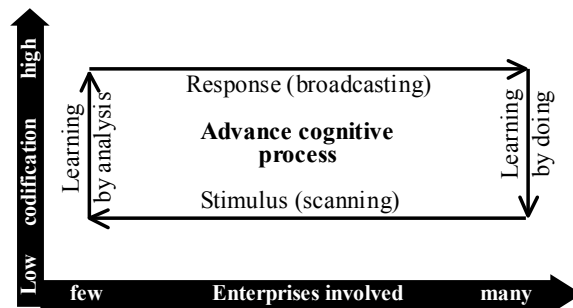 high
codification
Low
Learning
by analysis
Response (broadcasting)
Advance cognitive
process
Stimulus (scanning)
Learning
by doing
few
Enterprises involved
many